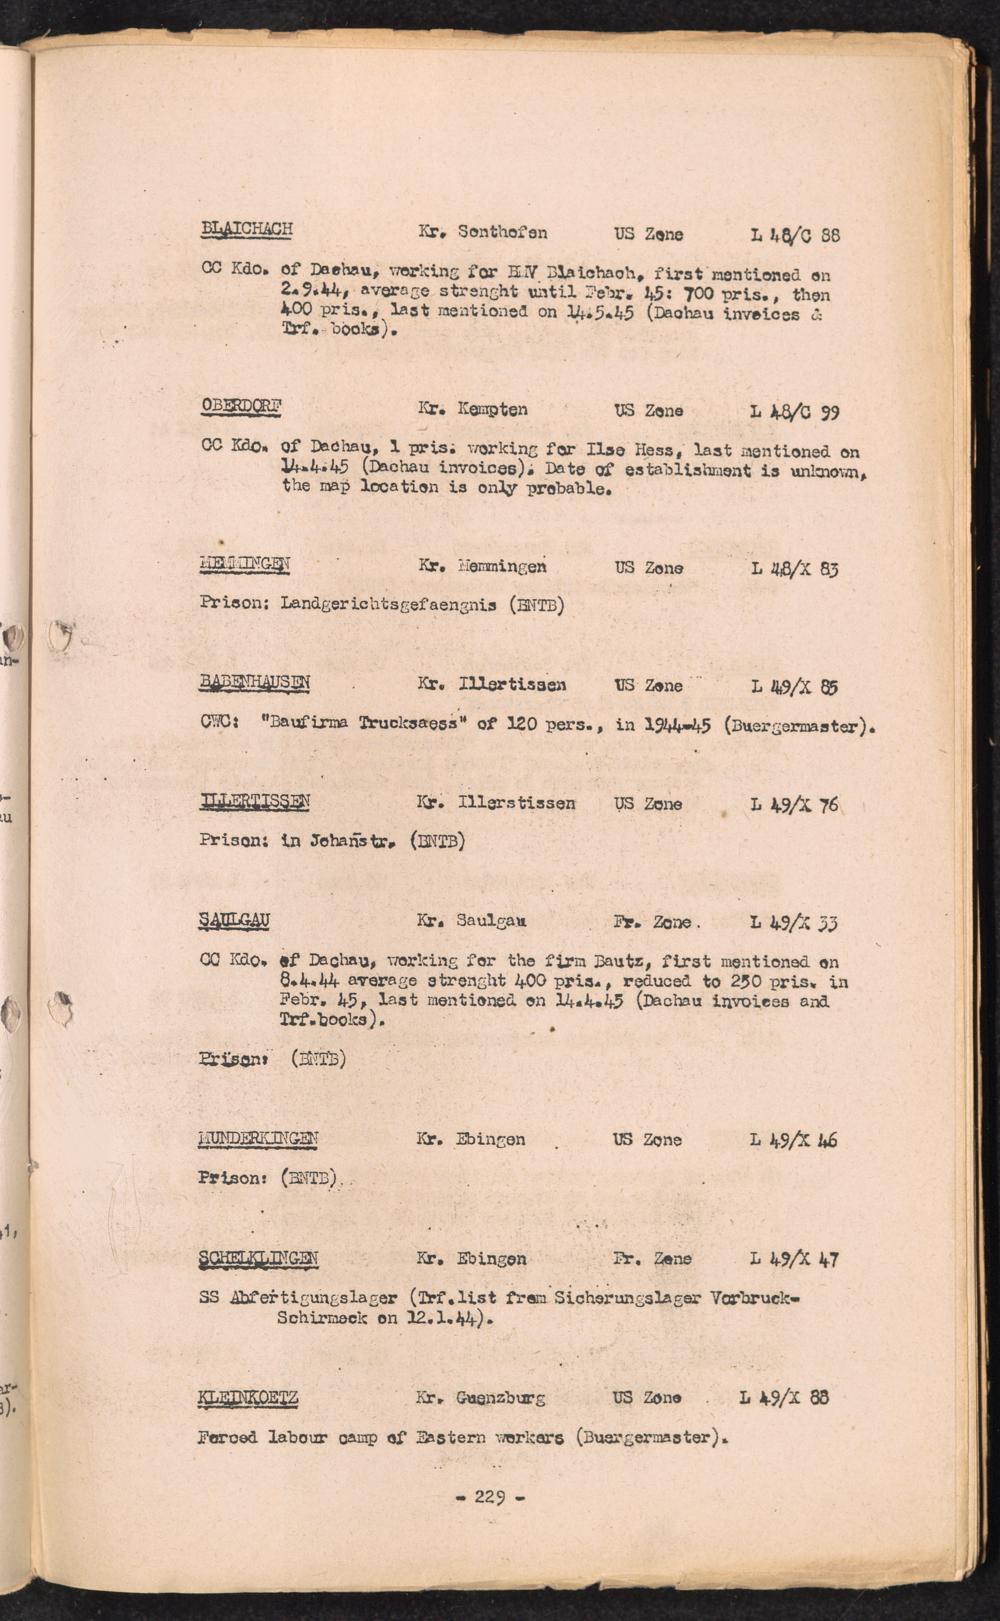 BLAICHACH Kr. Sonthofen US Zone L 48/C 88
CC Kdo. of Dachau, working for BMW Blaichach, first mentioned on
2.9.44, average strenght until Febr. 45: 700 pris., then
400 pris., last mentioned on 14.5.45 (Dachau invoices &
Trf. books).
OBERDORF Kr. Kempten US Zone L 48/C 99
CC Kdo. of Dachau, 1 pris. working for Ilse Hess, last mentioned on
14.4.45 (Dachau invoices). Date of establishment is unknown,
the map location is only probable.
MEMMINGEN Kr. Memmingen US Zone L 48/X 83
Prison: Landgerichtsgefaengnis (ENTB)
BABENHAUSEN Kr. Illertissen US Zone L 49/X 85
CWC: "Baufirma Trucksaess" of 120 pers., in 1944-45 (Buergermaster).
ILLERTISSEN Kr. Illerstissen US Zone L 49/X 76
Prison: in Johañstr. (ENTB)
SAULGAU Kr. Saulgau Fr. Zone. L 49/X 33
CC Kdo. of Dachau, working for the firm Bautz, first mentioned on
8.4.44 average strenght 400 pris., reduced to 250 pris. in
Febr. 45, last mentioned on 14.4.45 (Dachau invoices and
Trf.books).
Prison: (ENTB)
MUNDERKINGEN Kr. Ebingen US Zone L 49/X 46
Prison: (ENTB)
SCHELKLINGEN Kr. Ebingen Fr. Zone L 49/X 47
SS Abfertigungslager (Trf.list from Sicherungslager Vorbruck-
Schirmeck on 12.1.44).
KLEINKOETZ Kr. Guenzburg US Zone L 49/X 88
Forced labour camp of Eastern workers (Buergermaster).
- 229 -